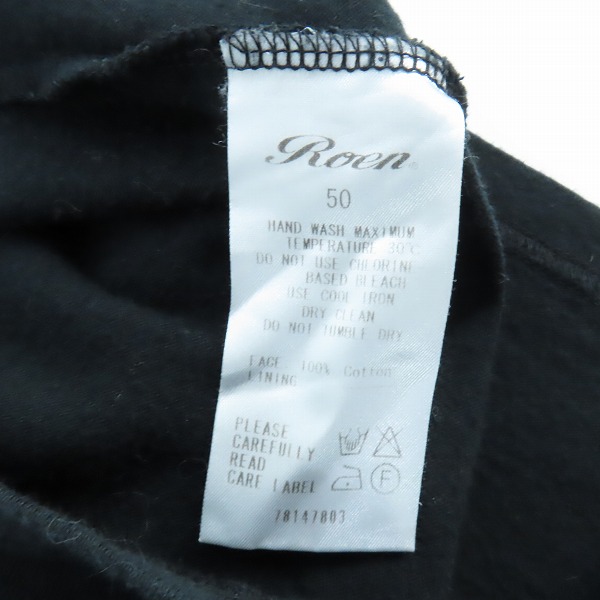 Roen
50
HAND WASH MAXIMUM
TEMPERATURE 30℃
DO NOT USE CHLORINE
BASED BLEACH
USE COOL IRON
DRY CLEAN
DO NOT TUMBLE DRY
FACE 100% Cotton
LINING
PLEASE
CAREFULLY
READ
CARE LABEL
F
78147803